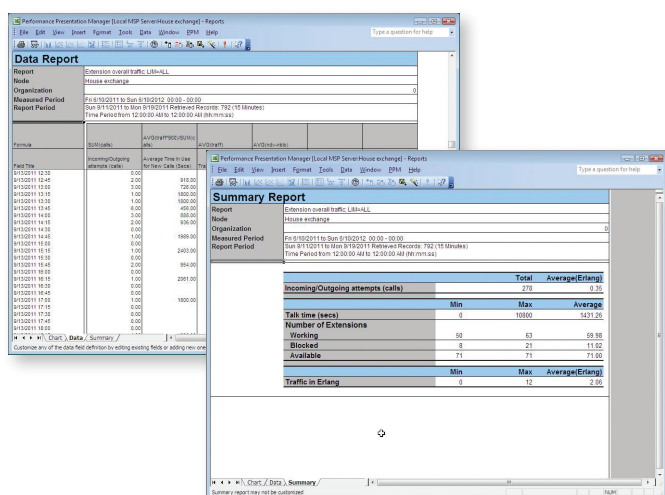 Performance Presentation Manager [Local MSP Server:House exchange] - Reports
File Edit View Insert Format Tools Data Window PPM Help
Type a question for help
Data Report
Report Extension overall traffic; LIM=ALL
Node House exchange
Organization 0
Measured Period Fri 6/10/2011 to Sun 6/10/2012 00:00 - 00:00
Report Period Sun 9/11/2011 to Mon 9/19/2011 Retrieved Records: 792 (15 Minutes)
Time Period from 12:00:00 AM to 12:00:00 AM (hh:mm:ss)
Formula SUM(calls) AVG(traff*900)/SUM(calls) AVG(traff)
Field Title Incoming/Outgoing attempts (calls) Average Time In Use for New Calls (Secs)
9/13/2011 12:30 0.00
9/13/2011 12:45 2.00 918.00
9/13/2011 13:00 3.00 726.00
9/13/2011 13:15 1.00 1800.00
9/13/2011 13:30 1.00 1800.00
9/13/2011 13:45 6.00 456.00
9/13/2011 14:00 3.00 888.00
9/13/2011 14:15 2.00 936.00
9/13/2011 14:30 0.00
9/13/2011 14:45 1.00 1989.00
9/13/2011 15:00 0.00
9/13/2011 15:15 1.00 2403.00
9/13/2011 15:30 0.00
9/13/2011 15:45 2.00 954.00
9/13/2011 16:00 0.00
9/13/2011 16:15 1.00 2061.00
9/13/2011 16:30 0.00
9/13/2011 16:45 0.00
9/13/2011 17:00 1.00 1800.00
9/13/2011 17:15 0.00
9/13/2011 17:30 0.00
9/13/2011 17:45 0.00
9/13/2011 18:00 0.00
Chart Data Summary
Customize any of the data field definition by editing existing fields or adding new one
Performance Presentation Manager [Local MSP Server:House exchange] - Reports
File Edit View Insert Format Tools Data Window PPM Help
Type a question for help
Summary Report
Report Extension overall traffic; LIM=ALL
Node House exchange
Organization 0
Measured Period Fri 6/10/2011 to Sun 6/10/2012 00:00 - 00:00
Report Period Sun 9/11/2011 to Mon 9/19/2011 Retrieved Records: 792 (15 Minutes)
Time Period from 12:00:00 AM to 12:00:00 AM (hh:mm:ss)
Total Average(Erlang)
Incoming/Outgoing attempts (calls) 278 0.35
Min Max Average
Talk time (secs) 0 10800 1431.26
Number of Extensions
Working 50 63 59.98
Blocked 8 21 11.02
Available 71 71 71.00
Min Max Average(Erlang)
Traffic in Erlang 0 12 2.06
Chart Data Summary
Summary report may not be customized
NUM